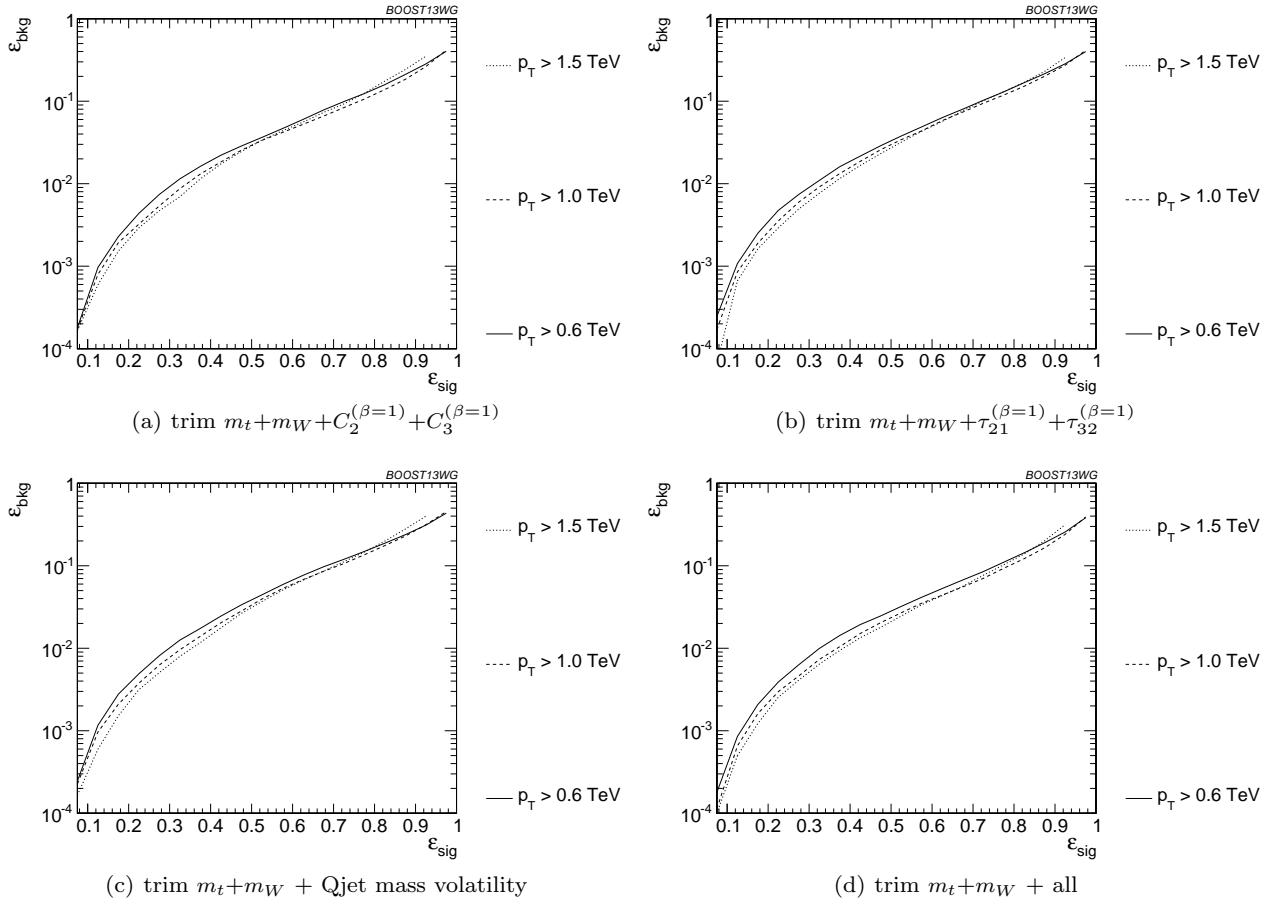 BOOST13WG
BOOST13WG
ε_bkg
1
10⁻¹
10⁻²
10⁻³
10⁻⁴
0.1 0.2 0.3 0.4 0.5 0.6 0.7 0.8 0.9 1
ε_sig
p_T > 1.5 TeV
p_T > 1.0 TeV
p_T > 0.6 TeV
ε_bkg
1
10⁻¹
10⁻²
10⁻³
10⁻⁴
0.1 0.2 0.3 0.4 0.5 0.6 0.7 0.8 0.9 1
ε_sig
p_T > 1.5 TeV
p_T > 1.0 TeV
p_T > 0.6 TeV
(a) trim m_t+m_W+C_2^(β=1)+C_3^(β=1)
(b) trim m_t+m_W+τ_21^(β=1)+τ_32^(β=1)
BOOST13WG
BOOST13WG
ε_bkg
1
10⁻¹
10⁻²
10⁻³
10⁻⁴
0.1 0.2 0.3 0.4 0.5 0.6 0.7 0.8 0.9 1
ε_sig
p_T > 1.5 TeV
p_T > 1.0 TeV
p_T > 0.6 TeV
ε_bkg
1
10⁻¹
10⁻²
10⁻³
10⁻⁴
0.1 0.2 0.3 0.4 0.5 0.6 0.7 0.8 0.9 1
ε_sig
p_T > 1.5 TeV
p_T > 1.0 TeV
p_T > 0.6 TeV
(c) trim m_t+m_W + Qjet mass volatility
(d) trim m_t+m_W + all